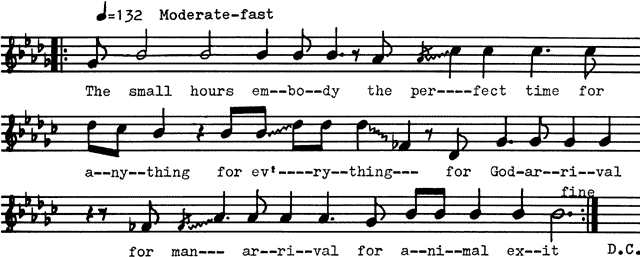 ♩=132 Moderate-fast
The small hours em--bo--dy the per----fect time for
a--ny--thing for ev'----ry--thing--- for God-ar--ri--val
fine
for man--- ar--ri--val for a--ni--mal ex--it D.C.